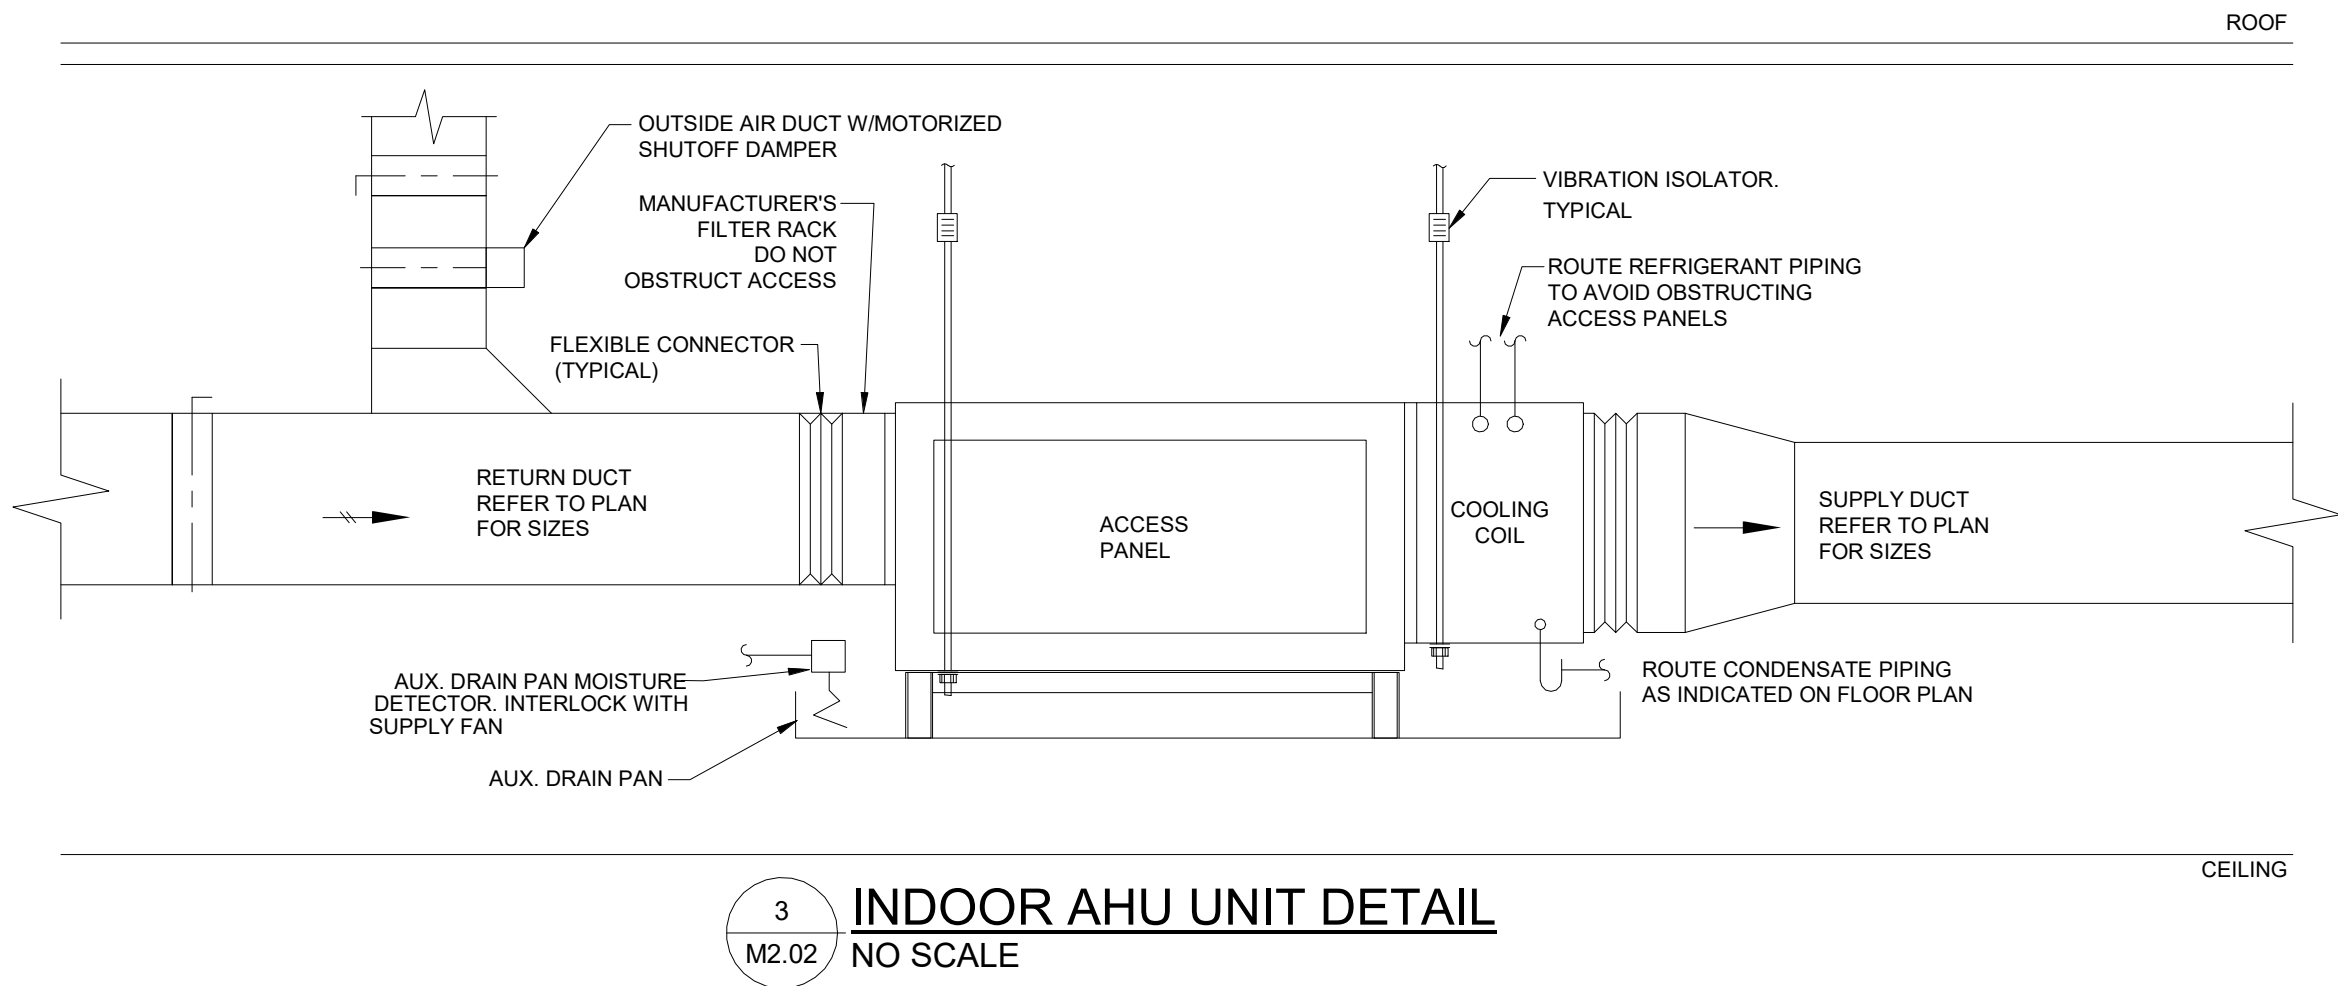 ROOF
OUTSIDE AIR DUCT W/MOTORIZED
SHUTOFF DAMPER
MANUFACTURER'S
FILTER RACK
DO NOT
OBSTRUCT ACCESS
VIBRATION ISOLATOR.
TYPICAL
ROUTE REFRIGERANT PIPING
TO AVOID OBSTRUCTING
ACCESS PANELS
FLEXIBLE CONNECTOR
(TYPICAL)
RETURN DUCT
REFER TO PLAN
FOR SIZES
ACCESS
PANEL
COOLING
COIL
SUPPLY DUCT
REFER TO PLAN
FOR SIZES
AUX. DRAIN PAN MOISTURE
DETECTOR. INTERLOCK WITH
SUPPLY FAN
ROUTE CONDENSATE PIPING
AS INDICATED ON FLOOR PLAN
AUX. DRAIN PAN
CEILING
3
M2.02
INDOOR AHU UNIT DETAIL
NO SCALE